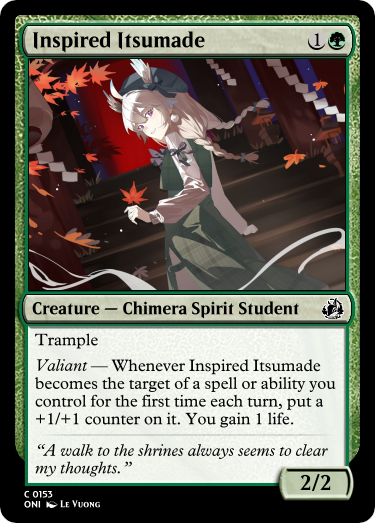 Inspired Itsumade 1
Creature — Chimera Spirit Student
Trample
Valiant — Whenever Inspired Itsumade
becomes the target of a spell or ability you
control for the first time each turn, put a
+1/+1 counter on it. You gain 1 life.
“A walk to the shrines always seems to clear
my thoughts.”
2/2
C 0153
ONI Le Vuong